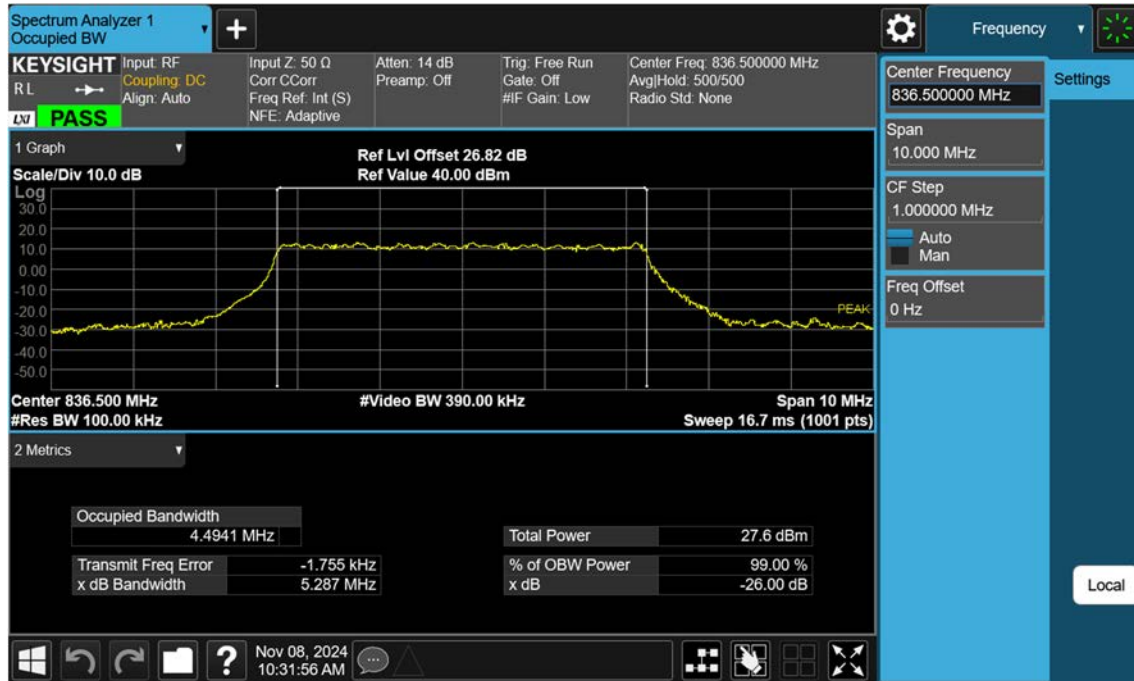 Spectrum Analyzer 1
Occupied BW
Frequency
KEYSIGHT
RL
LXI
PASS
Input: RF
Coupling: DC
Align: Auto
Input Z: 50 Ω
Corr CCorr
Freq Ref: Int (S)
NFE: Adaptive
Atten: 14 dB
Preamp: Off
Trig: Free Run
Gate: Off
#IF Gain: Low
Center Freq: 836.500000 MHz
Avg|Hold: 500/500
Radio Std: None
Center Frequency
836.500000 MHz
Settings
Span
10.000 MHz
CF Step
1.000000 MHz
Auto
Man
Freq Offset
0 Hz
1 Graph
Scale/Div 10.0 dB
Ref Lvl Offset 26.82 dB
Ref Value 40.00 dBm
Log
30.0
20.0
10.0
0.00
-10.0
-20.0
-30.0
-40.0
-50.0
PEAK
Center 836.500 MHz
#Video BW 390.00 kHz
Span 10 MHz
#Res BW 100.00 kHz
Sweep 16.7 ms (1001 pts)
2 Metrics
Occupied Bandwidth
4.4941 MHz
Total Power 27.6 dBm
Transmit Freq Error -1.755 kHz
% of OBW Power 99.00 %
x dB Bandwidth 5.287 MHz
x dB -26.00 dB
Local
?
Nov 08, 2024
10:31:56 AM